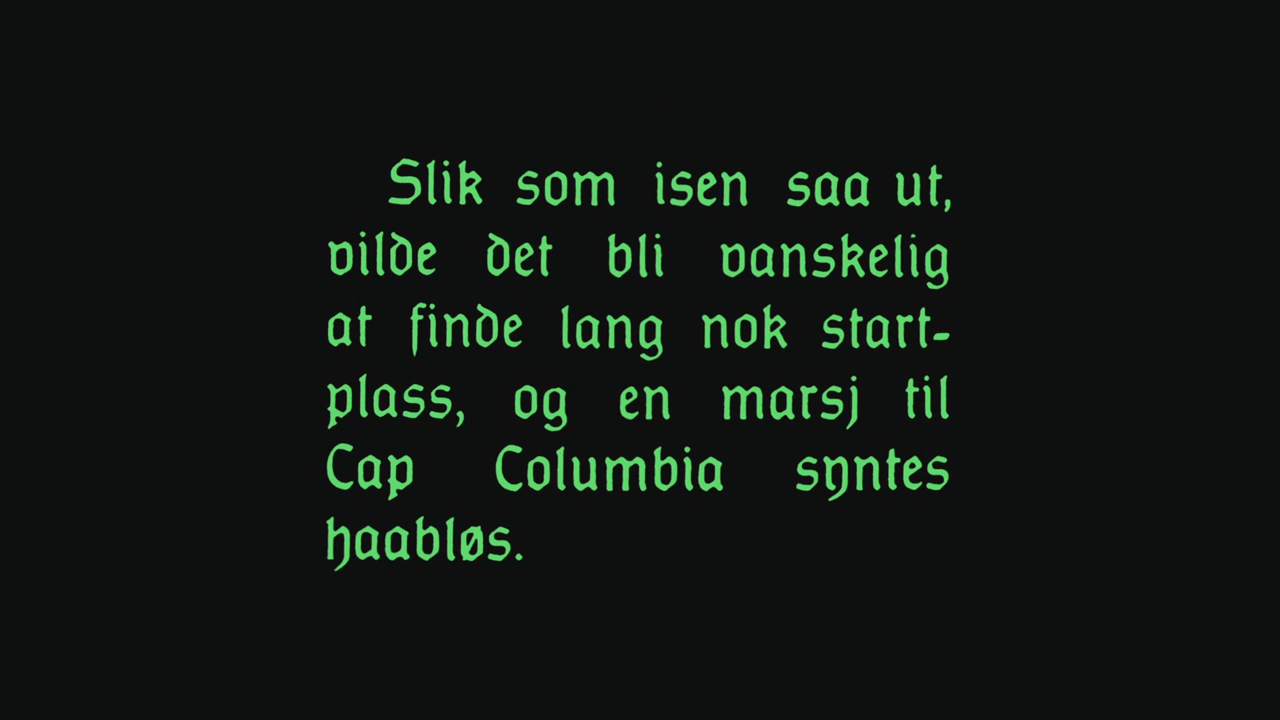 Slik som isen saa ut,
vilde det bli vanskelig
at finde lang nok start-
plass, og en marsj til
Cap Columbia syntes
haabløs.